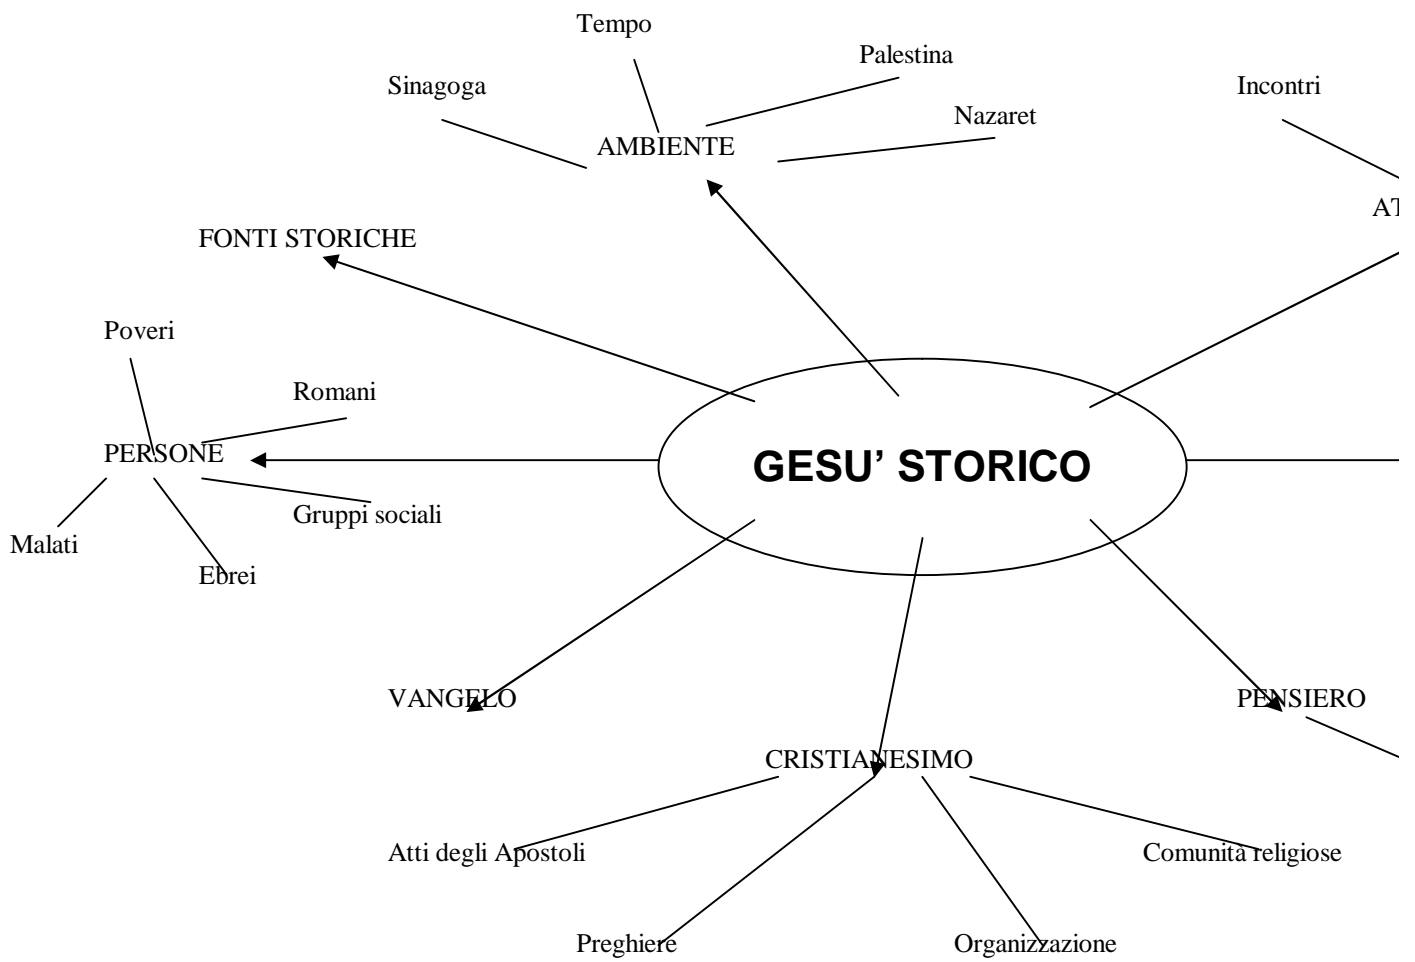 Tempo
Palestina
Sinagoga
Incontri
Nazaret
AMBIENTE
FONTI STORICHE
Poveri
Romani
PERSONE
GESU’ STORICO
Gruppi sociali
Malati
Ebrei
VANGELO
PENSIERO
CRISTIANESIMO
Atti degli Apostoli
Comunità religiose
Preghiere
Organizzazione